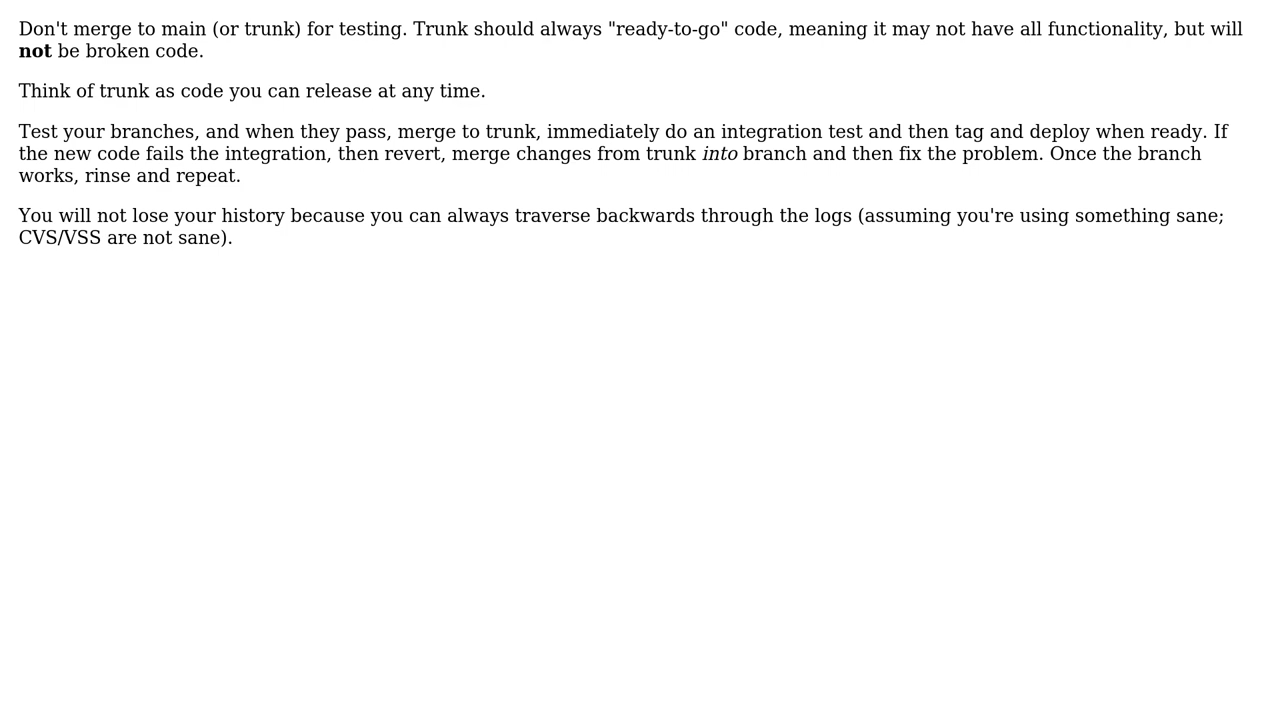 Don't merge to main (or trunk) for testing. Trunk should always "ready-to-go" code, meaning it may not have all functionality, but will
not be broken code.
Think of trunk as code you can release at any time.
Test your branches, and when they pass, merge to trunk, immediately do an integration test and then tag and deploy when ready. If
the new code fails the integration, then revert, merge changes from trunk into branch and then fix the problem. Once the branch
works, rinse and repeat.
You will not lose your history because you can always traverse backwards through the logs (assuming you're using something sane;
CVS/VSS are not sane).